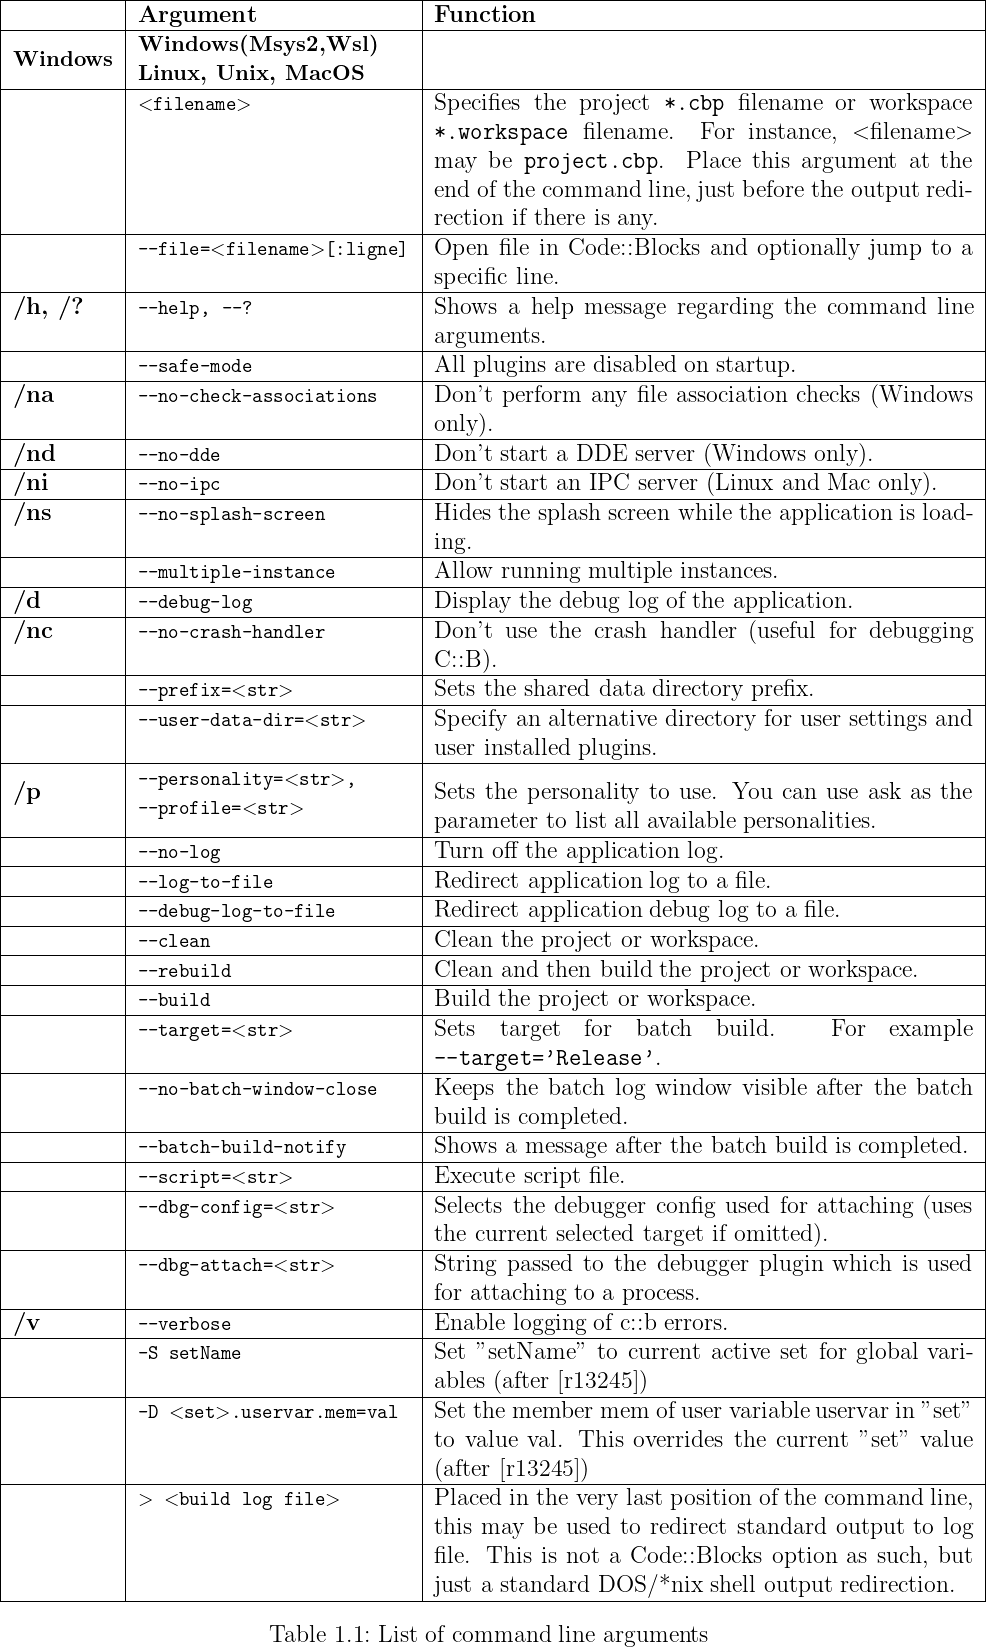 Argument Function
Windows Windows(Msys2,Wsl)
Linux, Unix, MacOS
<filename> Specifies the project *.cbp filename or workspace
*.workspace filename. For instance, <filename>
may be project.cbp. Place this argument at the
end of the command line, just before the output redi-
rection if there is any.
--file=<filename>[:ligne] Open file in Code::Blocks and optionally jump to a
specific line.
/h, /? --help, --? Shows a help message regarding the command line
arguments.
--safe-mode All plugins are disabled on startup.
/na --no-check-associations Don't perform any file association checks (Windows
only).
/nd --no-dde Don't start a DDE server (Windows only).
/ni --no-ipc Don't start an IPC server (Linux and Mac only).
/ns --no-splash-screen Hides the splash screen while the application is load-
ing.
--multiple-instance Allow running multiple instances.
/d --debug-log Display the debug log of the application.
/nc --no-crash-handler Don't use the crash handler (useful for debugging
C::B).
--prefix=<str> Sets the shared data directory prefix.
--user-data-dir=<str> Specify an alternative directory for user settings and
user installed plugins.
/p --personality=<str>,
--profile=<str>
Sets the personality to use. You can use ask as the
parameter to list all available personalities.
--no-log Turn off the application log.
--log-to-file Redirect application log to a file.
--debug-log-to-file Redirect application debug log to a file.
--clean Clean the project or workspace.
--rebuild Clean and then build the project or workspace.
--build Build the project or workspace.
--target=<str> Sets target for batch build. For example
--target='Release'.
--no-batch-window-close Keeps the batch log window visible after the batch
build is completed.
--batch-build-notify Shows a message after the batch build is completed.
--script=<str> Execute script file.
--dbg-config=<str> Selects the debugger config used for attaching (uses
the current selected target if omitted).
--dbg-attach=<str> String passed to the debugger plugin which is used
for attaching to a process.
/v --verbose Enable logging of c::b errors.
-S setName Set "setName" to current active set for global vari-
ables (after [r13245])
-D <set>.uservar.mem=val Set the member mem of user variable uservar in "set"
to value val. This overrides the current "set" value
(after [r13245])
> <build log file> Placed in the very last position of the command line,
this may be used to redirect standard output to log
file. This is not a Code::Blocks option as such, but
just a standard DOS/*nix shell output redirection.
Table 1.1: List of command line arguments